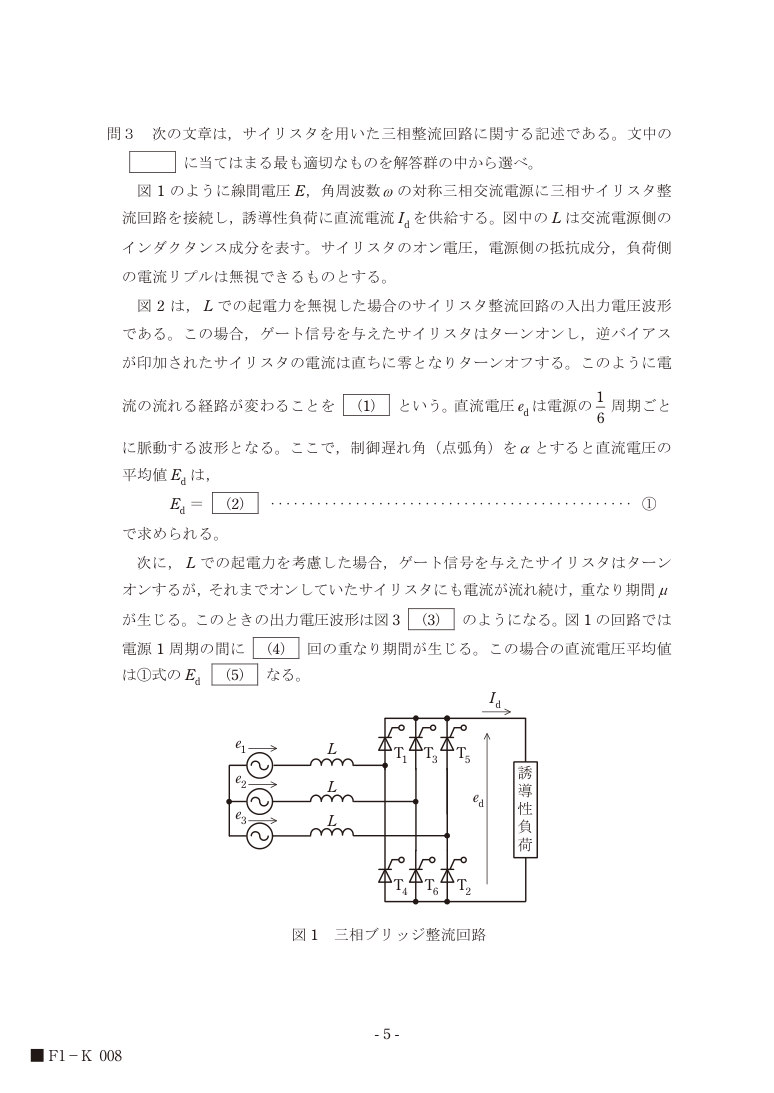 問3　次の文章は，サイリスタを用いた三相整流回路に関する記述である。文中の
に当てはまる最も適切なものを解答群の中から選べ。
図1のように線間電圧E，角周波数ωの対称三相交流電源に三相サイリスタ整
流回路を接続し，誘導性負荷に直流電流Idを供給する。図中のLは交流電源側の
インダクタンス成分を表す。サイリスタのオン電圧，電源側の抵抗成分，負荷側
の電流リプルは無視できるものとする。
図2は，Lでの起電力を無視した場合のサイリスタ整流回路の入出力電圧波形
である。この場合，ゲート信号を与えたサイリスタはターンオンし，逆バイアス
が印加されたサイリスタの電流は直ちに零となりターンオフする。このように電
流の流れる経路が変わることを (1) という。直流電圧edは電源の1/6周期ごと
に脈動する波形となる。ここで，制御遅れ角（点弧角）をαとすると直流電圧の
平均値Edは，
Ed = (2) ················································ ①
で求められる。
次に，Lでの起電力を考慮した場合，ゲート信号を与えたサイリスタはターン
オンするが，それまでオンしていたサイリスタにも電流が流れ続け，重なり期間μ
が生じる。このときの出力電圧波形は図3 (3) のようになる。図1の回路では
電源1周期の間に (4) 回の重なり期間が生じる。この場合の直流電圧平均値
は①式のEd (5) なる。
Id
e1 L T1 T3 T5
e2 L
e3 L
ed
誘導性負荷
T4 T6 T2
図1　三相ブリッジ整流回路
- 5 -
■F1－K 008